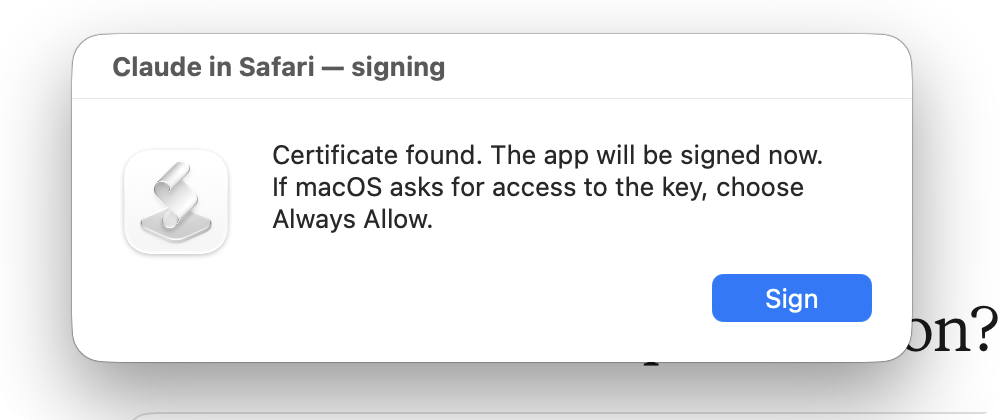 Claude in Safari — signing
Certificate found. The app will be signed now.
If macOS asks for access to the key, choose
Always Allow.
Sign
on?